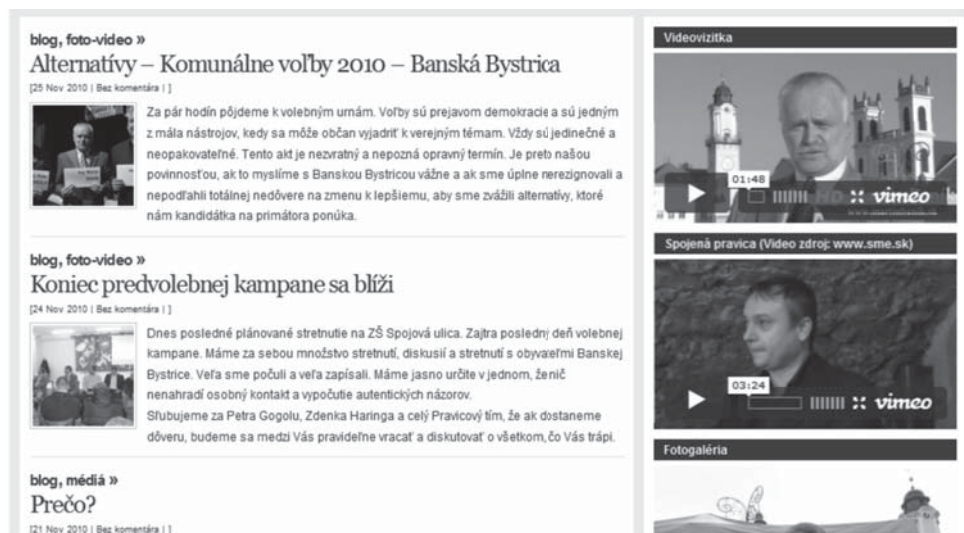 blog, foto-video »
Alternatívy – Komunálne voľby 2010 – Banská Bystrica
[25 Nov 2010 | Bez komentára | ]
Za pár hodín pôjdeme k volebným urnám. Voľby sú prejavom demokracie a sú jedným
z mála nástrojov, kedy sa môže občan vyjadriť k verejným témam. Vždy sú jedinečné a
neopakovateľné. Tento akt je nezvratný a nepozná opravný termín. Je preto našou
povinnosťou, ak to myslíme s Banskou Bystricou vážne a ak sme úplne nerezignovali a
nepodľahli totálnej nedôvere na zmenu k lepšiemu, aby sme zvážili alternatívy, ktoré
nám kandidátka na primátora ponúka.
blog, foto-video »
Koniec predvolebnej kampane sa blíži
[24 Nov 2010 | Bez komentára | ]
Dnes posledné plánované stretnutie na ZŠ Spojová ulica. Zajtra posledný deň volebnej
kampane. Máme za sebou množstvo stretnutí, diskusií a stretnutí s obyvateľmi Banskej
Bystrice. Veľa sme počuli a veľa zapísali. Máme jasno určite v jednom, že nič
nenahradí osobný kontakt a vypočutie autentických názorov.
Sľubujeme za Petra Gogolu, Zdenka Haringa a celý Pravicový tím, že ak dostaneme
dôveru, budeme sa medzi Vás pravideľne vracať a diskutovať o všetkom, čo Vás trápi.
blog, médiá »
Prečo?
[21 Nov 2010 | Bez komentára | ]
Videovizitka
01:48
HD
vimeo
Spojená pravica (Video zdroj: www.sme.sk)
03:24
vimeo
Fotogaléria